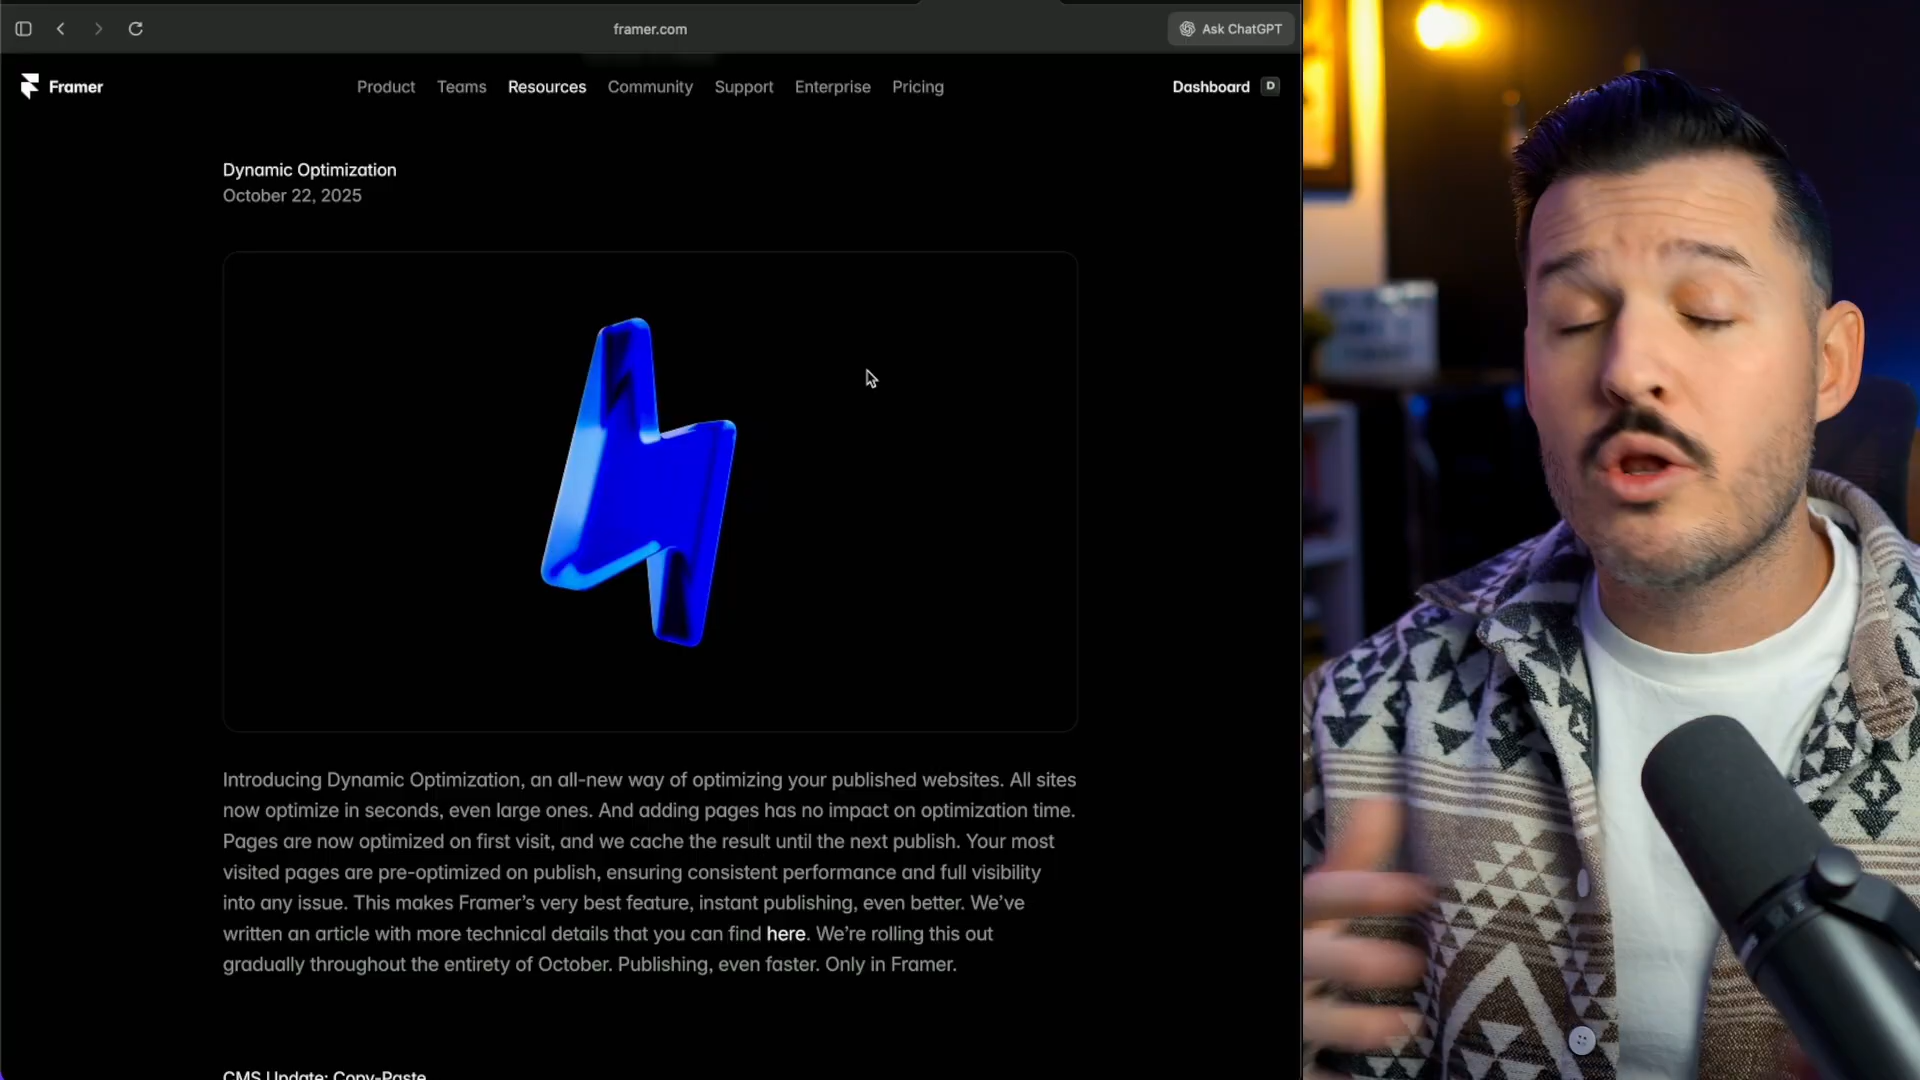 framer.com
Ask ChatGPT
Framer
Product
Teams
Resources
Community
Support
Enterprise
Pricing
Dashboard
D
Dynamic Optimization
October 22, 2025
Introducing Dynamic Optimization, an all-new way of optimizing your published websites. All sites
now optimize in seconds, even large ones. And adding pages has no impact on optimization time.
Pages are now optimized on first visit, and we cache the result until the next publish. Your most
visited pages are pre-optimized on publish, ensuring consistent performance and full visibility
into any issue. This makes Framer’s very best feature, instant publishing, even better. We’ve
written an article with more technical details that you can find here. We’re rolling this out
gradually throughout the entirety of October. Publishing, even faster. Only in Framer.
CMS Update: Copy-Paste